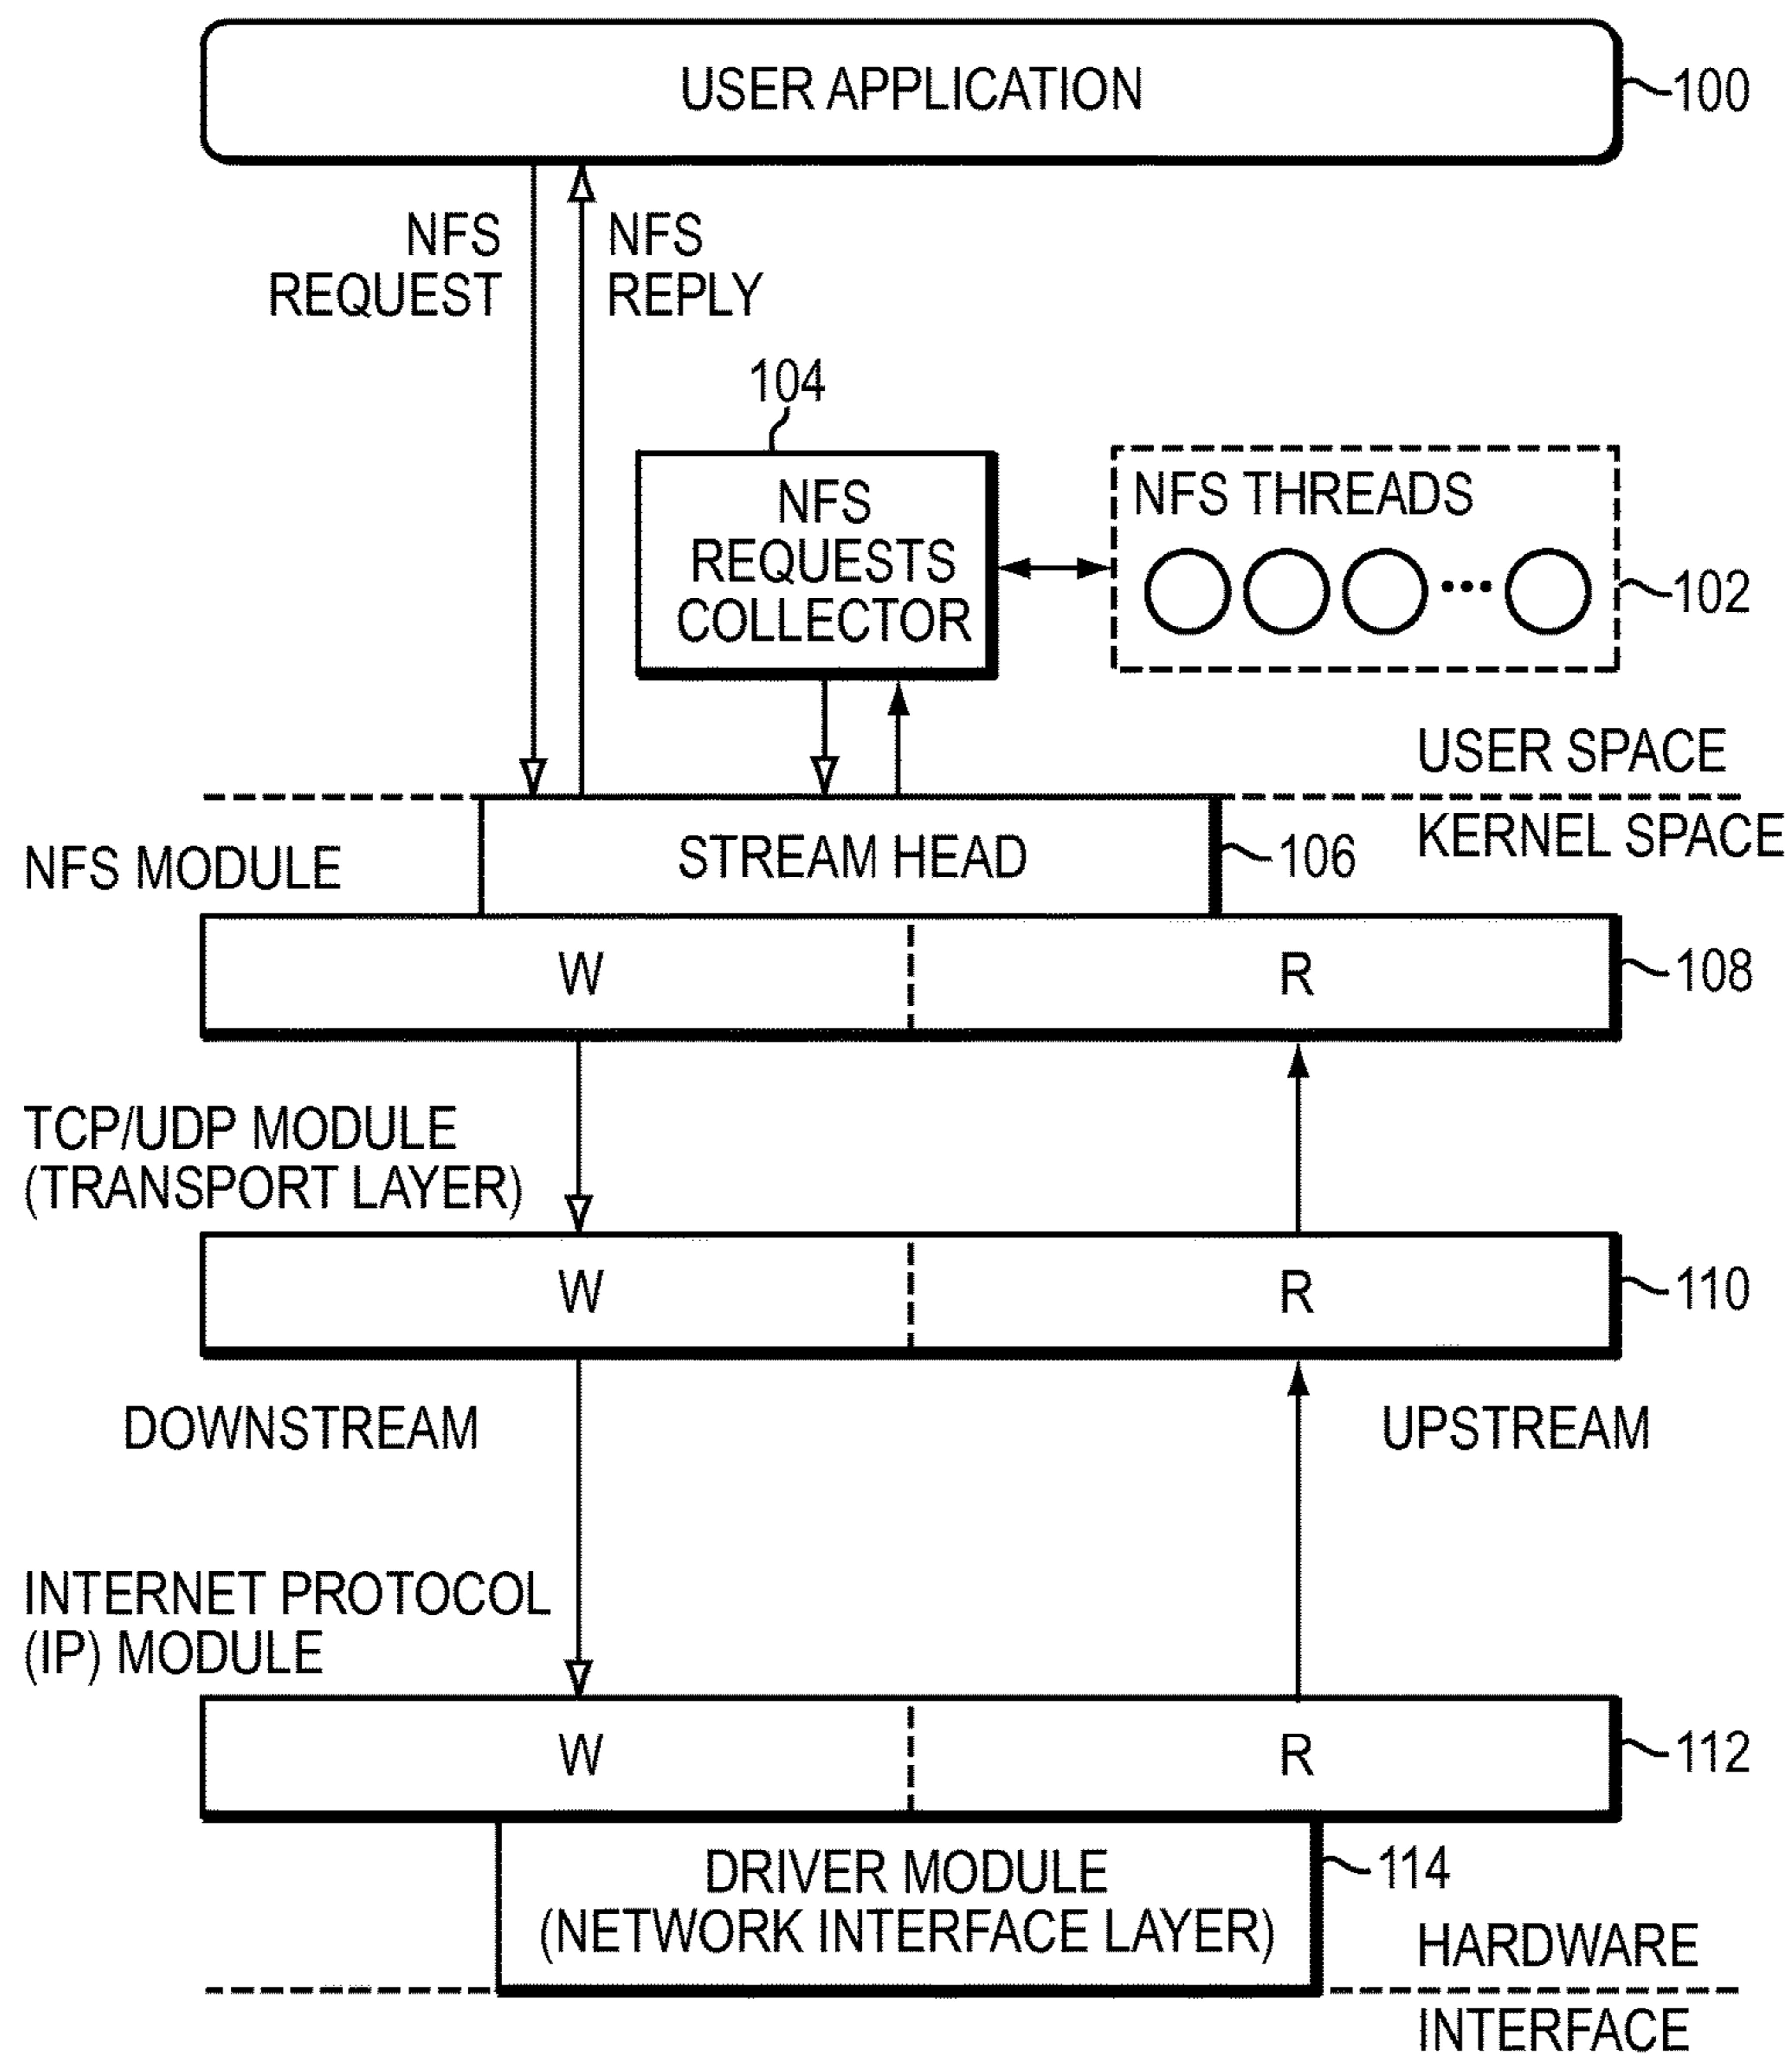 USER APPLICATION
100
NFS
REQUEST
NFS
REPLY
104
NFS
REQUESTS
COLLECTOR
NFS THREADS
102
USER SPACE
KERNEL SPACE
NFS MODULE
STREAM HEAD
106
W
R
108
TCP/UDP MODULE
(TRANSPORT LAYER)
W
R
110
DOWNSTREAM
UPSTREAM
INTERNET PROTOCOL
(IP) MODULE
W
R
112
DRIVER MODULE
(NETWORK INTERFACE LAYER)
114
HARDWARE
INTERFACE